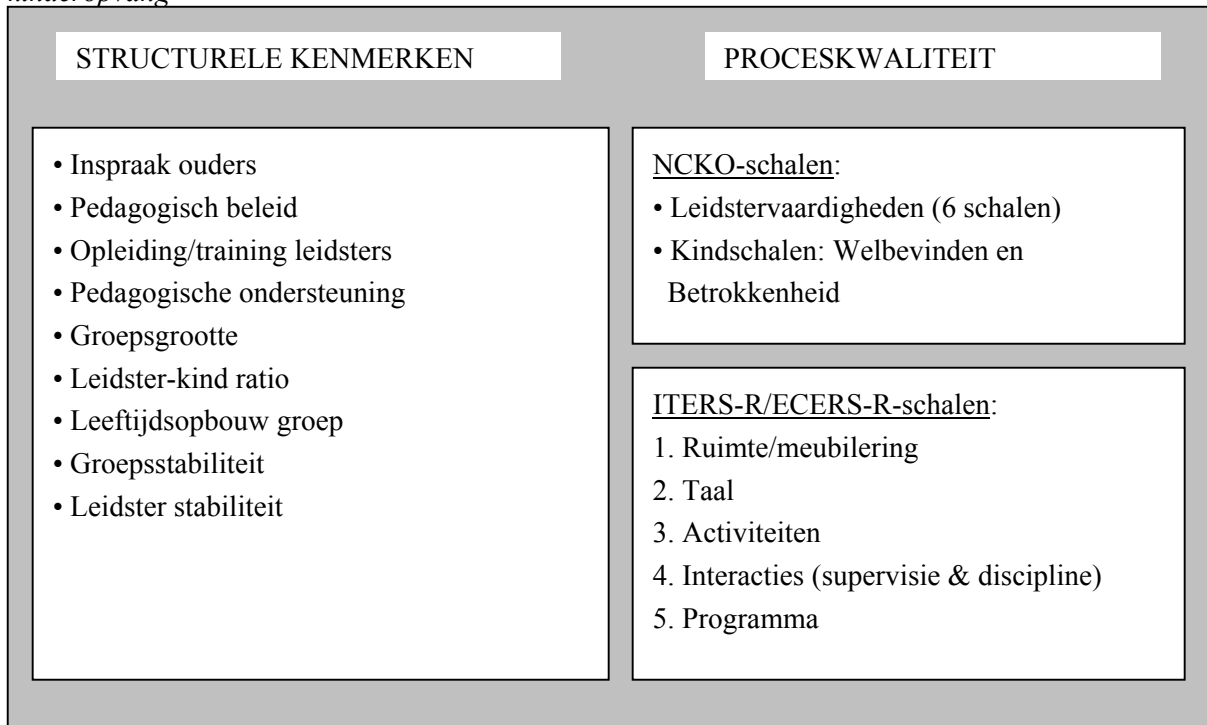 kinderopvang
STRUCTURELE KENMERKEN
• Inspraak ouders
• Pedagogisch beleid
• Opleiding/training leidsters
• Pedagogische ondersteuning
• Groepsgrootte
• Leidster-kind ratio
• Leeftijdsopbouw groep
• Groepsstabiliteit
• Leidster stabiliteit
PROCESKWALITEIT
NCKO-schalen:
• Leidstervaardigheden (6 schalen)
• Kindschalen: Welbevinden en
Betrokkenheid
ITERS-R/ECERS-R-schalen:
1. Ruimte/meubilering
2. Taal
3. Activiteiten
4. Interacties (supervisie & discipline)
5. Programma